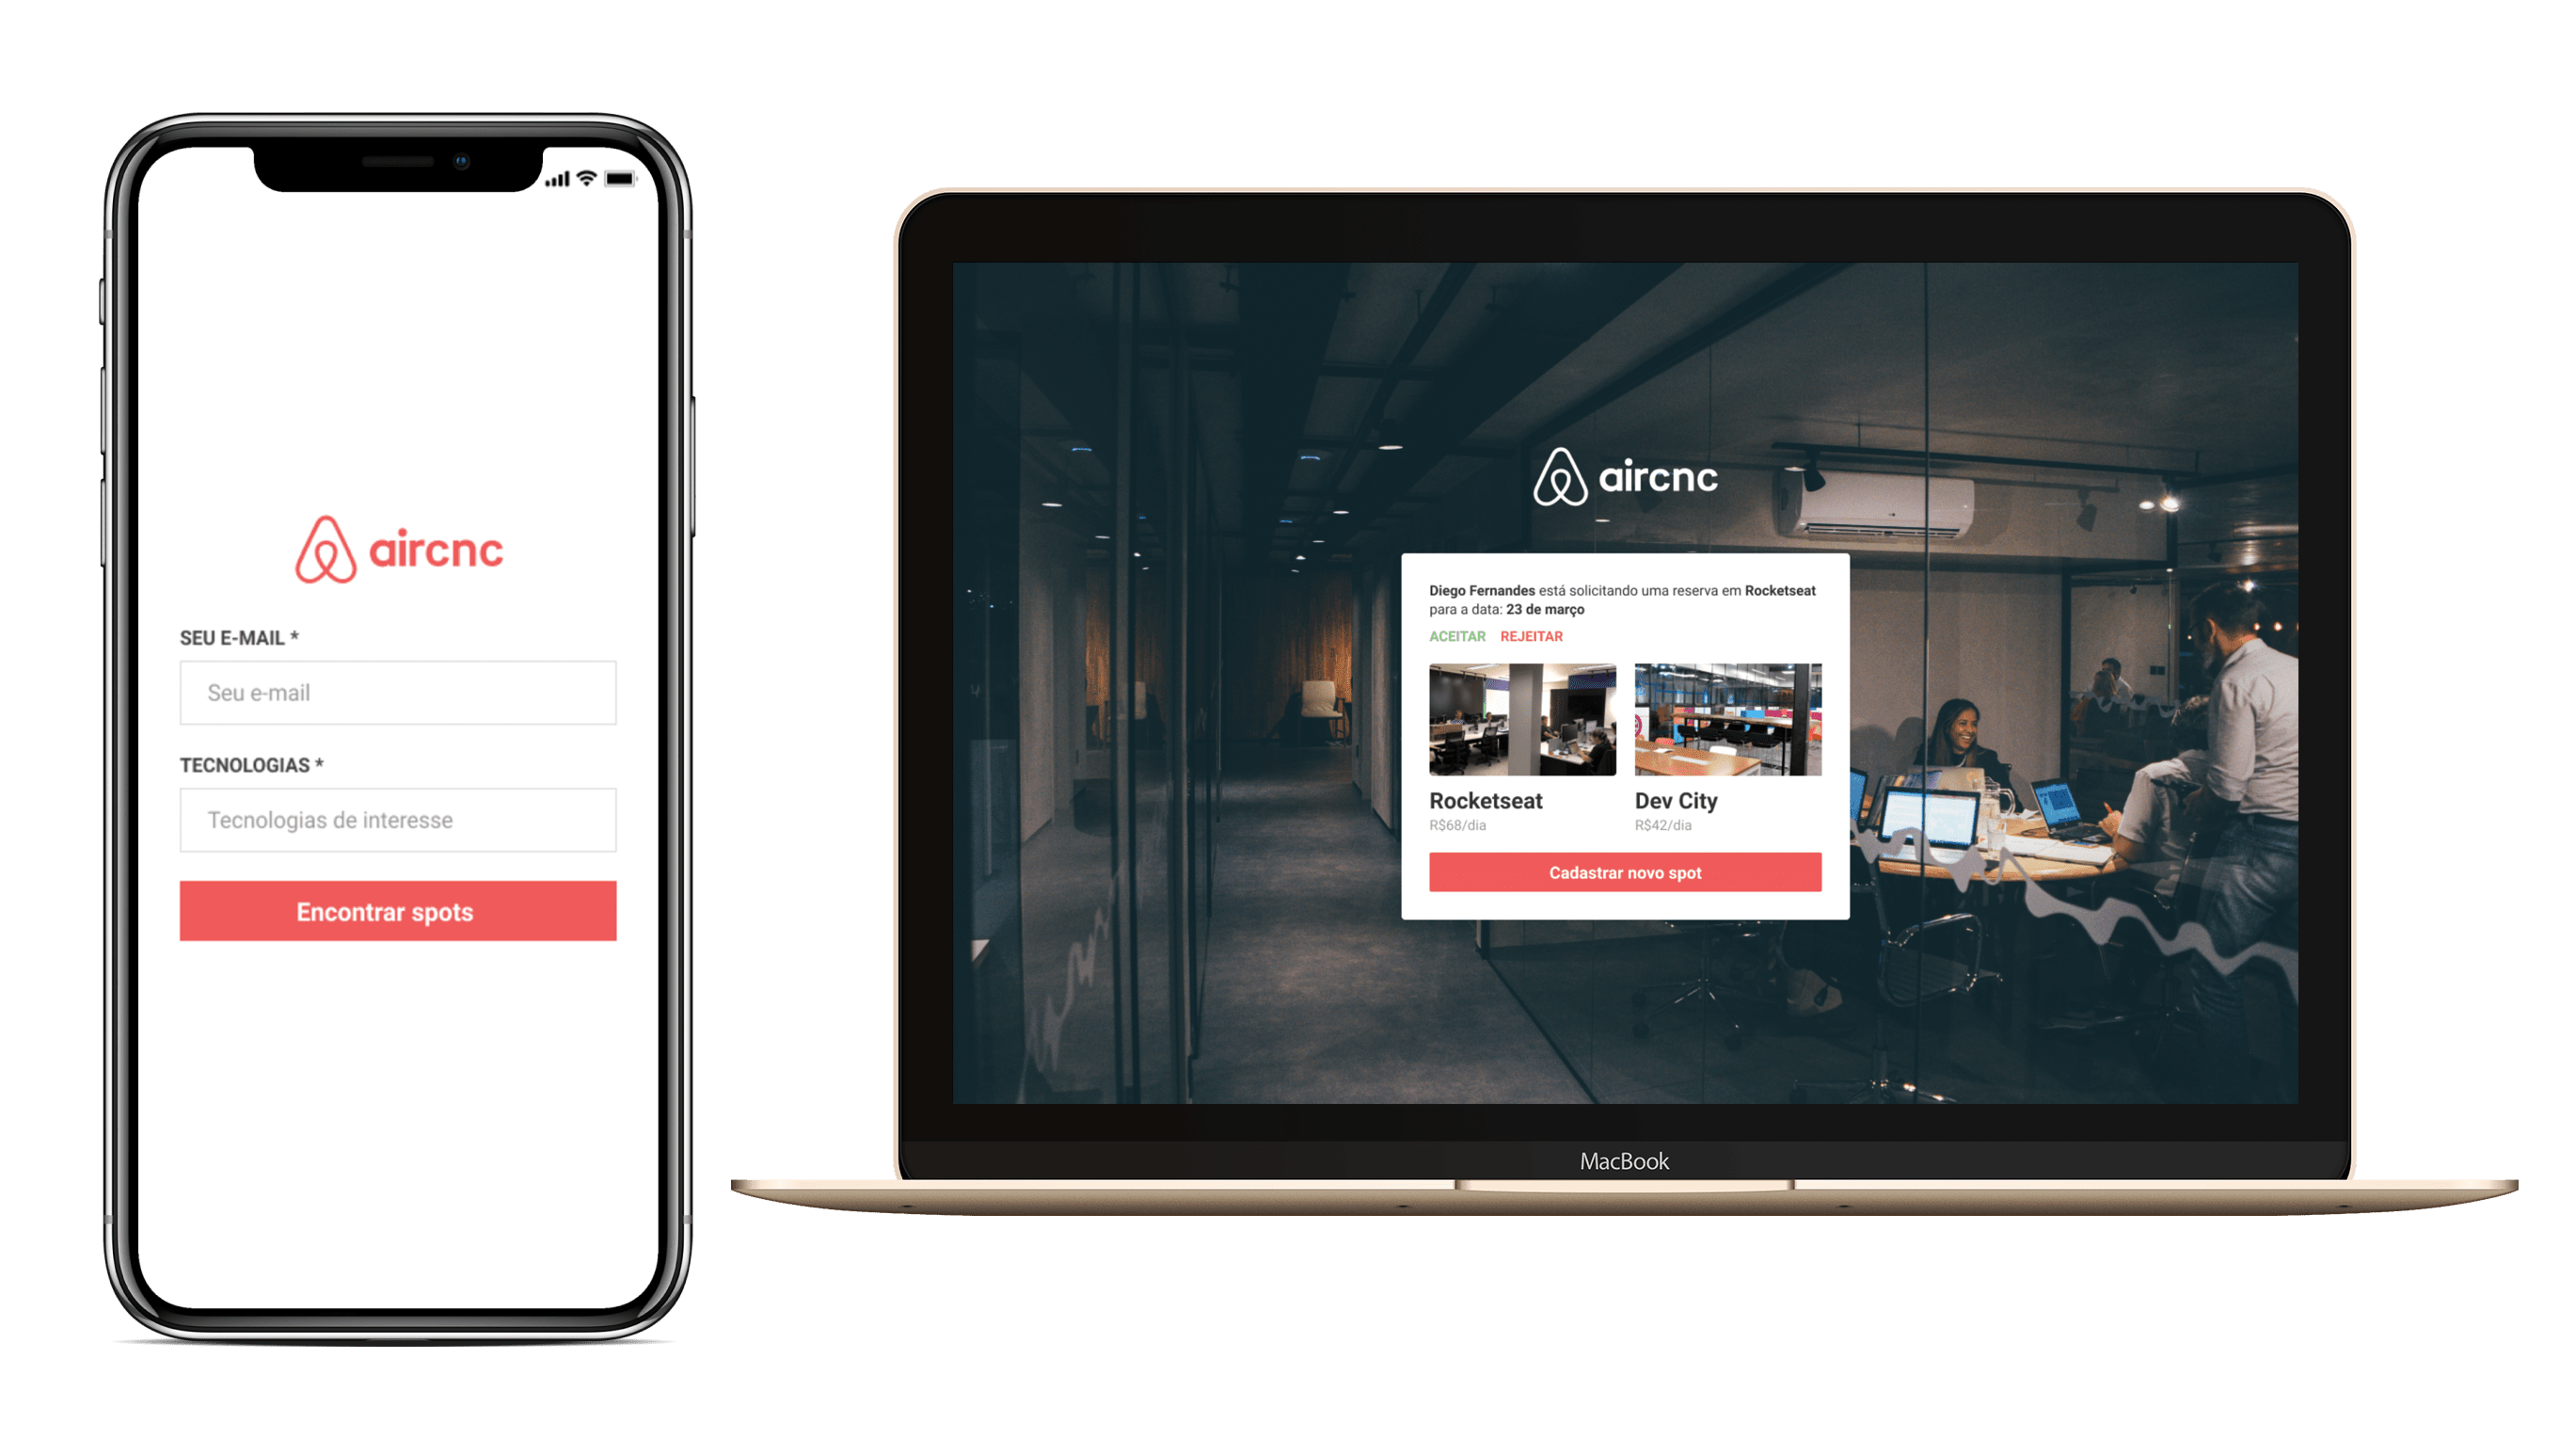 aircnc
SEU E-MAIL *
Seu e-mail
TECNOLOGIAS *
Tecnologias de interesse
Encontrar spots
aircnc
Diego Fernandes está solicitando uma reserva em Rocketseat
para a data: 23 de março
ACEITAR REJEITAR
Rocketseat
R$68/dia
Dev City
R$42/dia
Cadastrar novo spot
MacBook